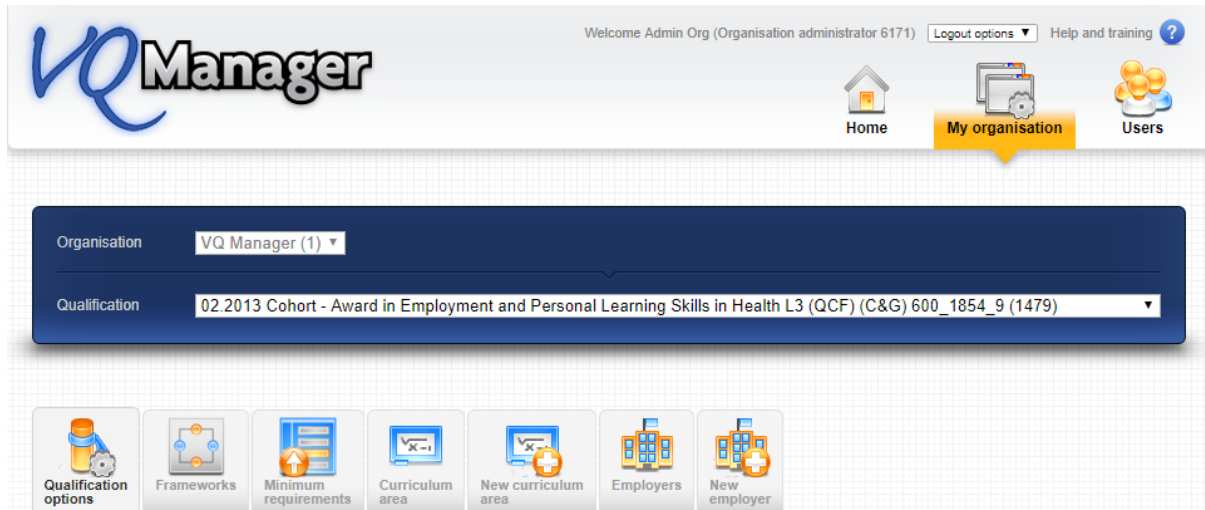 Welcome Admin Org (Organisation administrator 6171) Logout options ▼ Help and training ?
VQManager
Home My organisation Users
Organisation VQ Manager (1) ▼
Qualification 02.2013 Cohort - Award in Employment and Personal Learning Skills in Health L3 (QCF) (C&G) 600_1854_9 (1479) ▼
√x-1 √x-1
Qualification Frameworks Minimum Curriculum New curriculum Employers New
options requirements area area employer